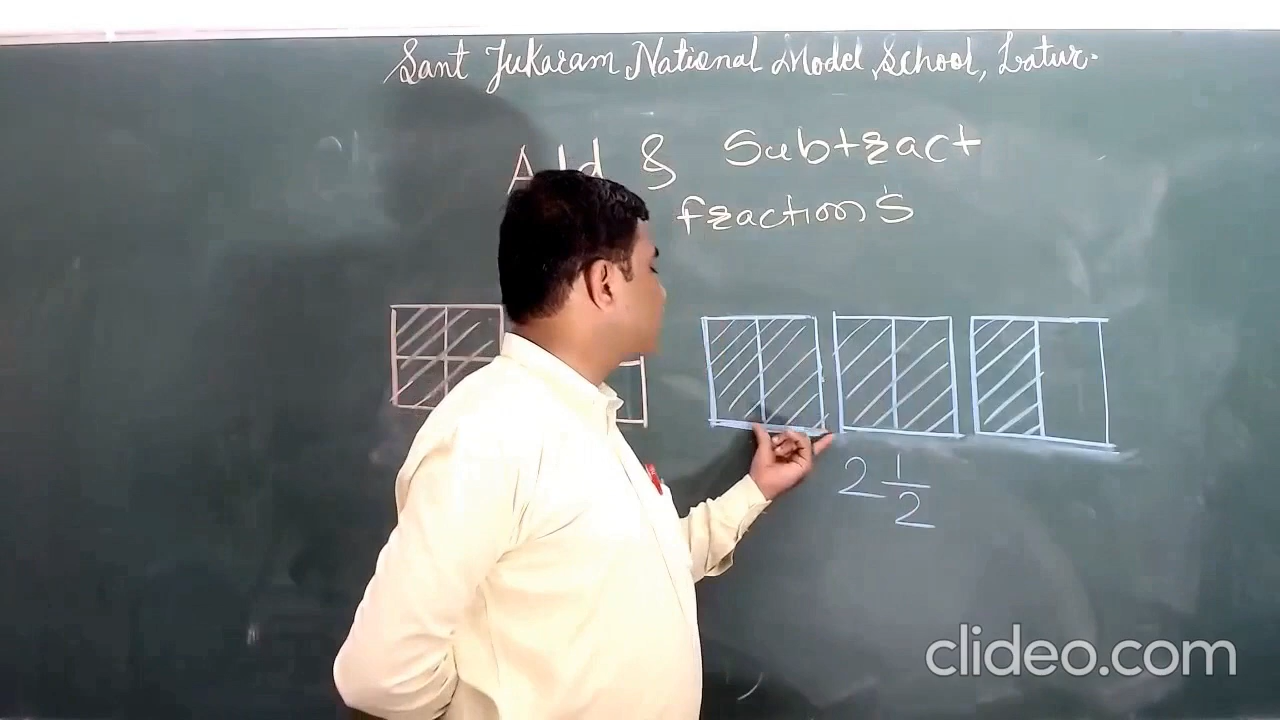 Sant Tukaram National Model School, Latur.
Add & Subtract
fractions
2 1/2
clideo.com